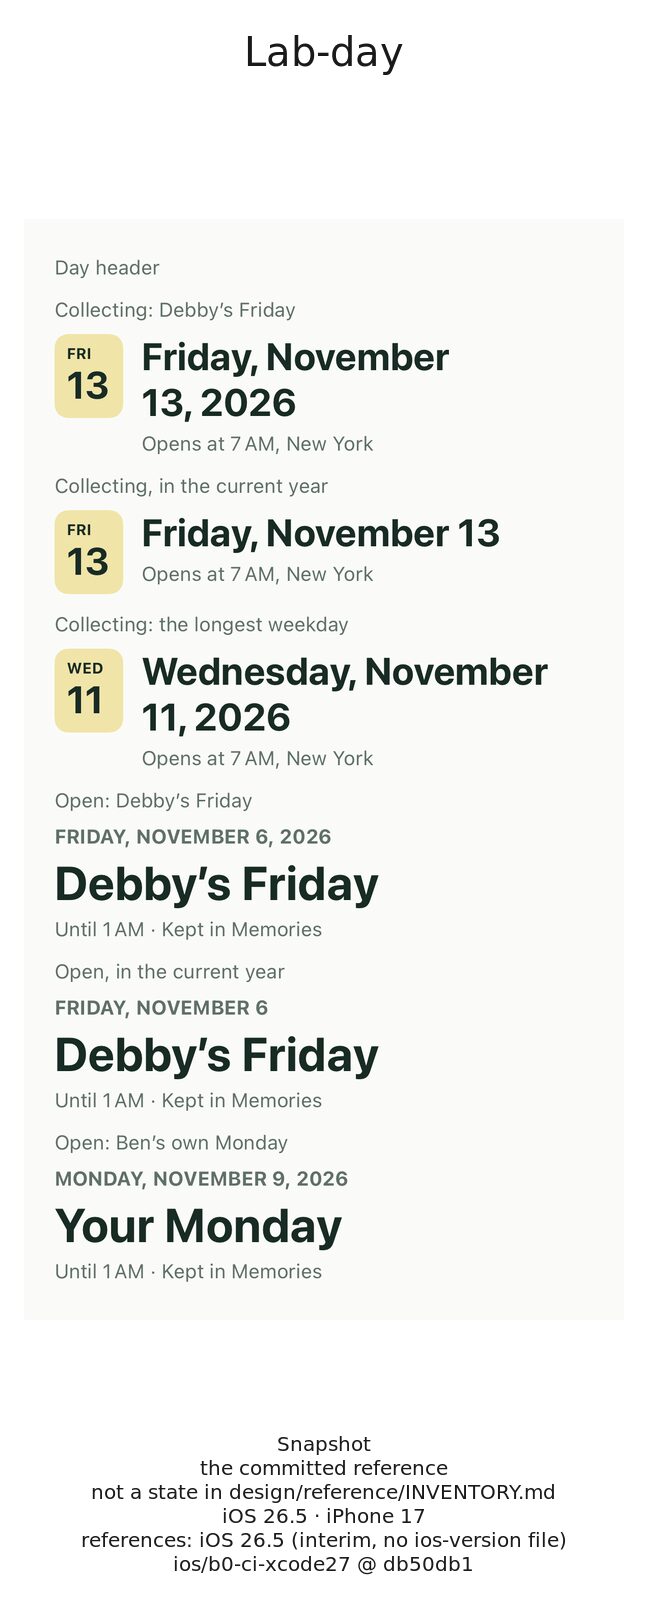 Lab-day
Day header
Collecting: Debby’s Friday
FRI
13
Friday, November
13, 2026
Opens at 7 AM, New York
Collecting, in the current year
FRI
13
Friday, November 13
Opens at 7 AM, New York
Collecting: the longest weekday
WED
11
Wednesday, November
11, 2026
Opens at 7 AM, New York
Open: Debby’s Friday
FRIDAY, NOVEMBER 6, 2026
Debby’s Friday
Until 1 AM · Kept in Memories
Open, in the current year
FRIDAY, NOVEMBER 6
Debby’s Friday
Until 1 AM · Kept in Memories
Open: Ben’s own Monday
MONDAY, NOVEMBER 9, 2026
Your Monday
Until 1 AM · Kept in Memories
Snapshot
the committed reference
not a state in design/reference/INVENTORY.md
iOS 26.5 · iPhone 17
references: iOS 26.5 (interim, no ios-version file)
ios/b0-ci-xcode27 @ db50db1